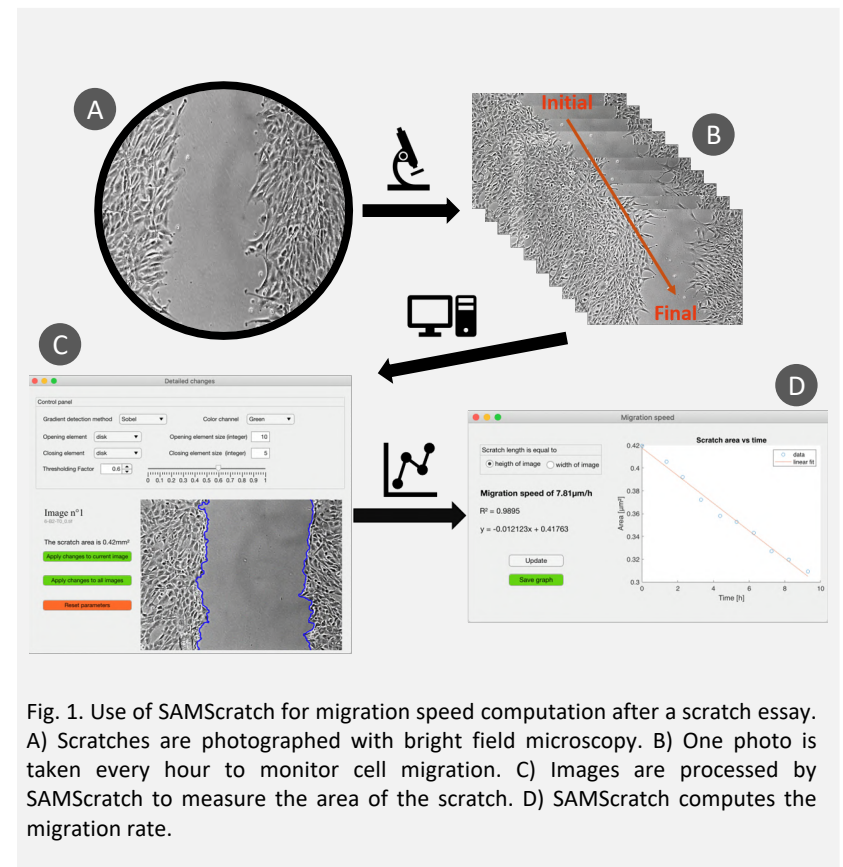 A
Initial
B
Final
C
Detailed changes
Control panel
Gradient detection method Sobel Color channel Green
Opening element disk Opening element size (integer) 10
Closing element disk Closing element size (integer) 5
Thresholding Factor 0.6
0 0.1 0.2 0.3 0.4 0.5 0.6 0.7 0.8 0.9 1
Image n°1
The scratch area is 0.42mm²
Apply changes to current image
Apply changes to all images
Reset parameters
D
Migration speed
Scratch length is equal to
heigth of image width of image
Migration speed of 7.81µm/h
R² = 0.9895
y = -0.012123x + 0.41763
Update
Save graph
Scratch area vs time
data
linear fit
Area [µm²]
0.42
0.4
0.38
0.36
0.34
0.32
0.3
0 2 4 6 8 10
Time [h]
Fig. 1. Use of SAMScratch for migration speed computation after a scratch essay.
A) Scratches are photographed with bright field microscopy. B) One photo is
taken every hour to monitor cell migration. C) Images are processed by
SAMScratch to measure the area of the scratch. D) SAMScratch computes the
migration rate.